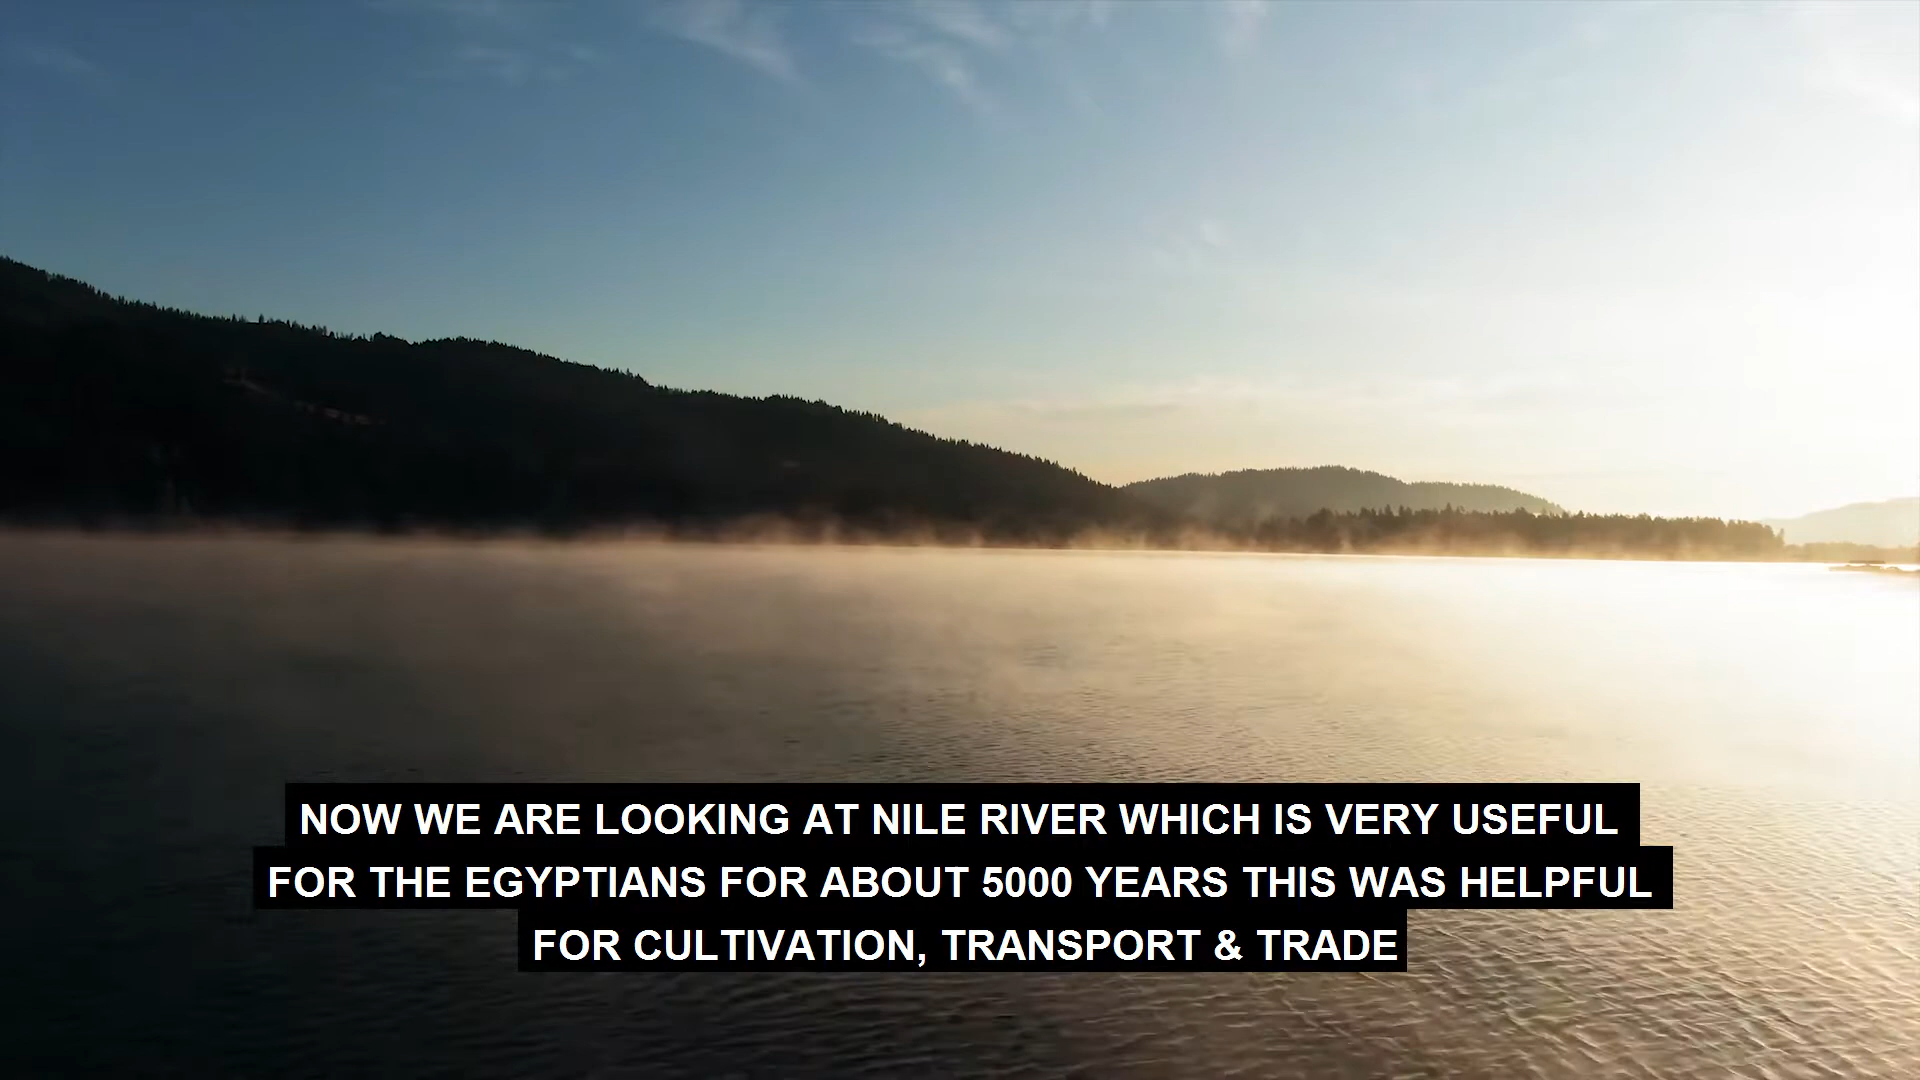 NOW WE ARE LOOKING AT NILE RIVER WHICH IS VERY USEFUL
FOR THE EGYPTIANS FOR ABOUT 5000 YEARS THIS WAS HELPFUL
FOR CULTIVATION, TRANSPORT & TRADE